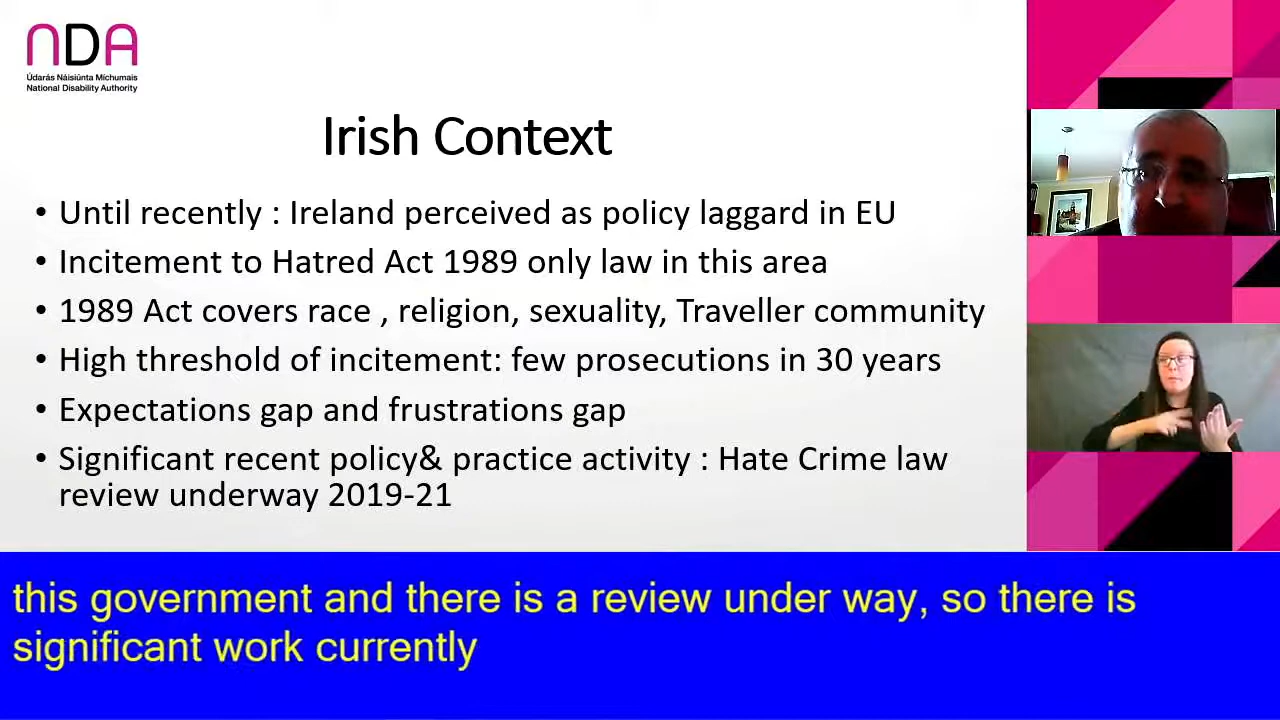 NDA
Údarás Náisiúnta Míchumais
National Disability Authority
Irish Context
• Until recently : Ireland perceived as policy laggard in EU
• Incitement to Hatred Act 1989 only law in this area
• 1989 Act covers race , religion, sexuality, Traveller community
• High threshold of incitement: few prosecutions in 30 years
• Expectations gap and frustrations gap
• Significant recent policy& practice activity : Hate Crime law
review underway 2019-21
this government and there is a review under way, so there is
significant work currently